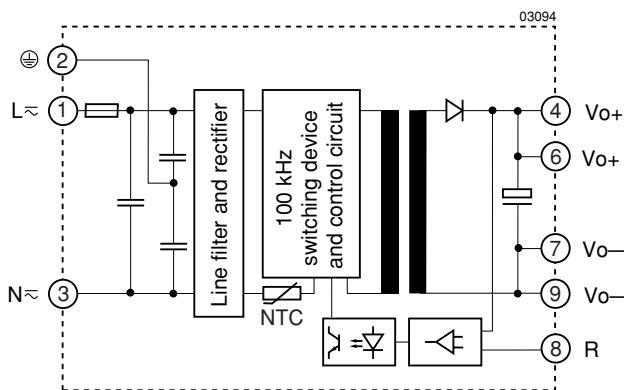 03094
2
L≂ 1
4 Vo+
6 Vo+
Line filter and rectifier
100 kHz
switching device
and control circuit
7 Vo—
N≂ 3
9 Vo—
NTC
8 R